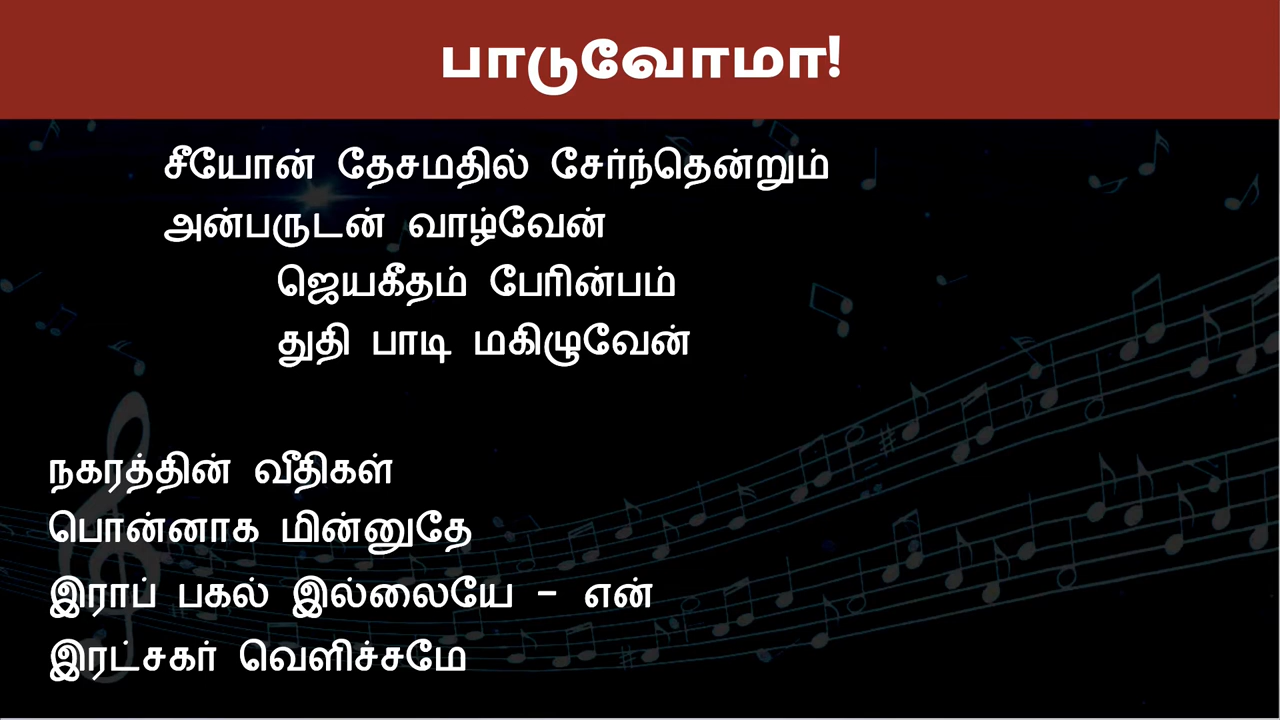 பாடுவோமா!
சீயோன் தேசமதில் சேர்ந்தென்றும்
அன்பருடன் வாழ்வேன்
ஜெயகீதம் பேரின்பம்
துதி பாடி மகிழுவேன்
நகரத்தின் வீதிகள்
பொன்னாக மின்னுதே
இராப் பகல் இல்லையே - என்
இரட்சகர் வெளிச்சமே